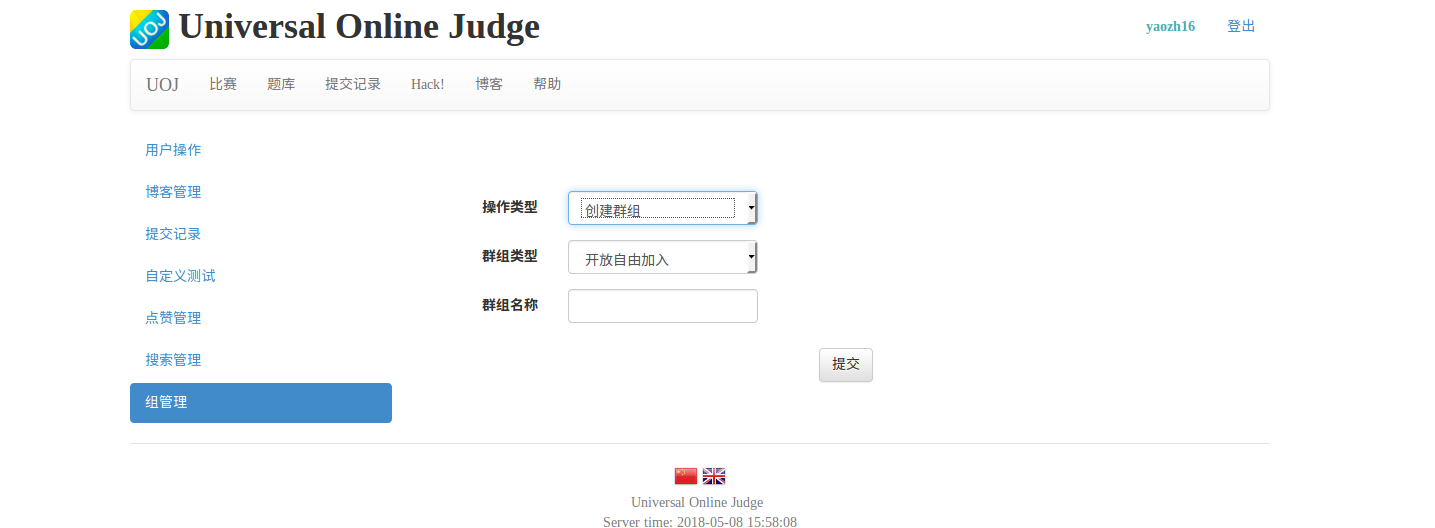 UOJ Universal Online Judge
yaozh16 登出
UOJ 比赛 题库 提交记录 Hack! 博客 帮助
用户操作
博客管理
提交记录
自定义测试
点赞管理
搜索管理
组管理
操作类型 创建群组
群组类型 开放自由加入
群组名称
提交
Universal Online Judge
Server time: 2018-05-08 15:58:08